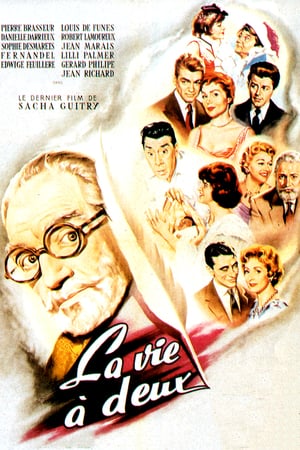 PIERRE BRASSEUR
DANIELLE DARRIEUX
SOPHIE DESMARETS
FERNANDEL
EDWIGE FEUILLERE
LOUIS DE FUNES
ROBERT LAMOUREUX
JEAN MARAIS
LILLI PALMER
GERARD PHILIPE
JEAN RICHARD
LE DERNIER FILM DE
SACHA GUITRY
La vie
à deux